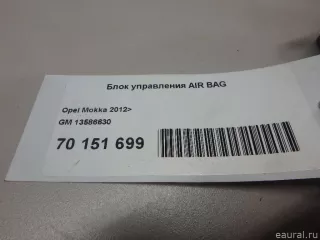 Блок управления AIR BAG
Opel Mokka 2012>
GM 13586830
70 151 699
eaural.ru